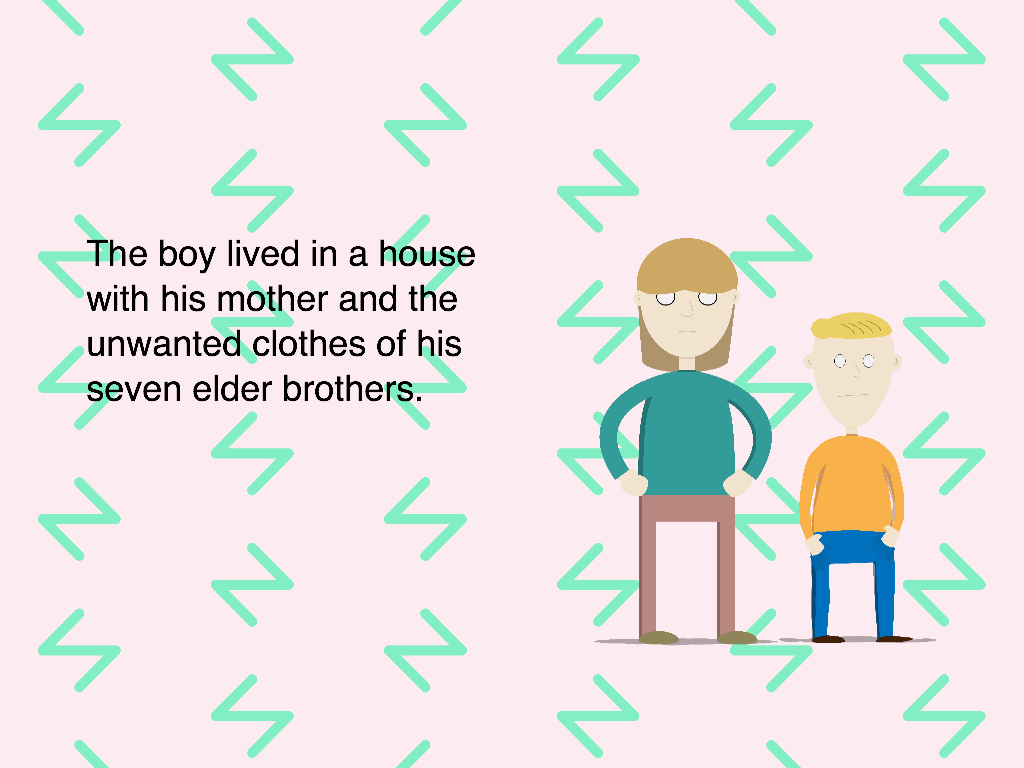 The boy lived in a house
with his mother and the
unwanted clothes of his
seven elder brothers.